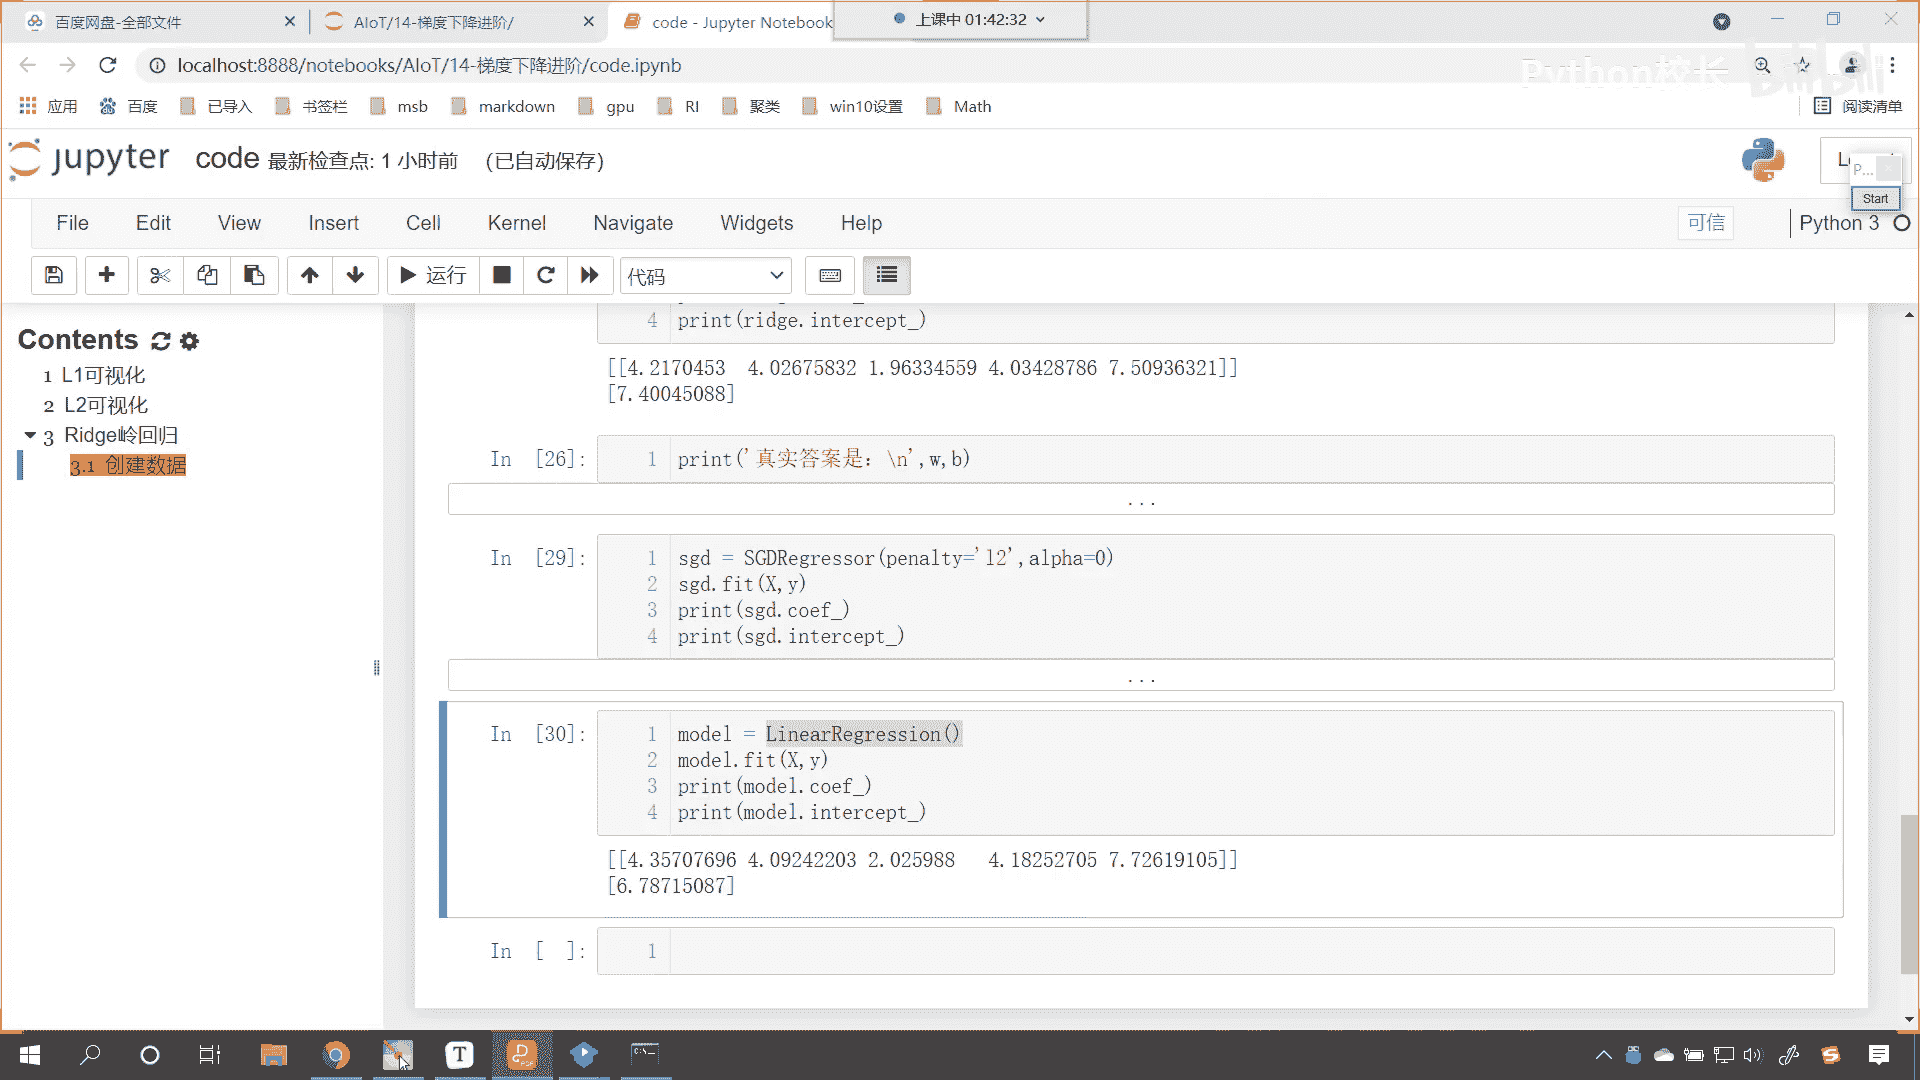 百度网盘-全部文件
AIoT/14-梯度下降进阶/
code - Jupyter Notebook
上课中 01:42:32
localhost:8888/notebooks/AIoT/14-梯度下降进阶/code.ipynb
Python校长
bilibili
应用 百度 已导入 书签栏 msb markdown gpu RI 聚类 win10设置 Math 阅读清单
jupyter code 最新检查点: 1 小时前 (已自动保存)
P...
Start
File Edit View Insert Cell Kernel Navigate Widgets Help 可信 Python 3
运行 代码
Contents
1 L1可视化
2 L2可视化
3 Ridge岭回归
3.1 创建数据
4 print(ridge.intercept_)
[[4.2170453  4.02675832 1.96334559 4.03428786 7.50936321]]
[7.40045088]
In [26]: 1 print('真实答案是：\n',w,b)
...
In [29]: 1 sgd = SGDRegressor(penalty='l2',alpha=0)
2 sgd.fit(X,y)
3 print(sgd.coef_)
4 print(sgd.intercept_)
...
In [30]: 1 model = LinearRegression()
2 model.fit(X,y)
3 print(model.coef_)
4 print(model.intercept_)
[[4.35707696 4.09242203 2.025988   4.18252705 7.72619105]]
[6.78715087]
In [ ]: 1